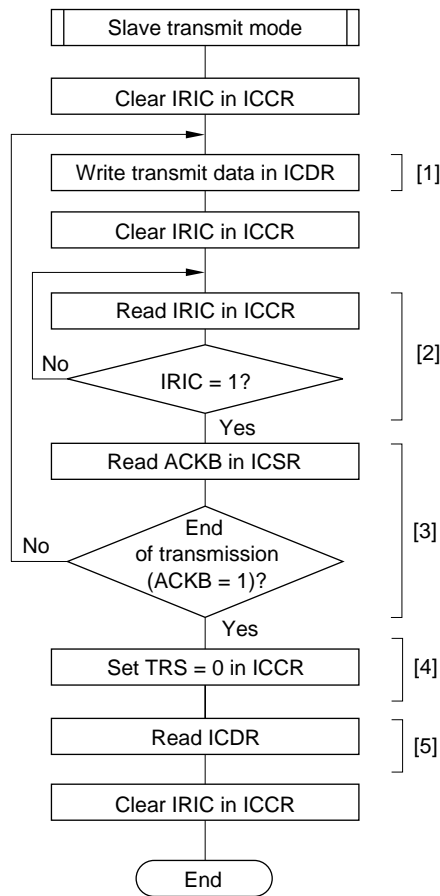 Slave transmit mode
Clear IRIC in ICCR
Write transmit data in ICDR
[1]
Clear IRIC in ICCR
Read IRIC in ICCR
[2]
No
IRIC = 1?
Yes
Read ACKB in ICSR
[3]
No
End
of transmission
(ACKB = 1)?
Yes
Set TRS = 0 in ICCR
[4]
Read ICDR
[5]
Clear IRIC in ICCR
End